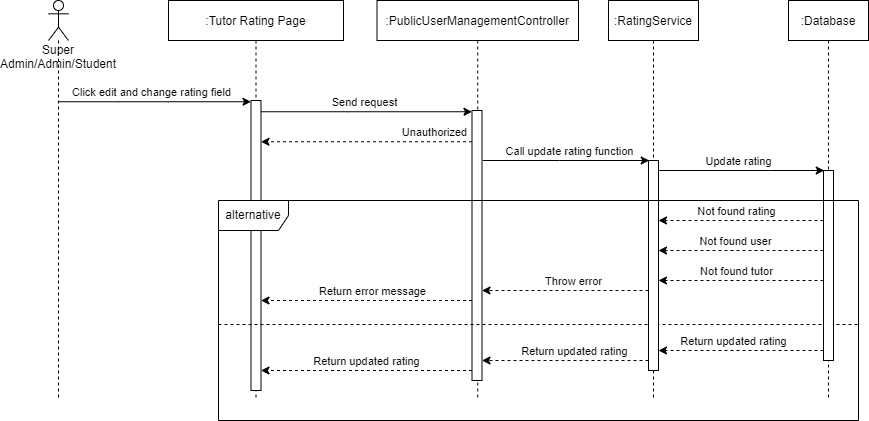 :Tutor Rating Page
:PublicUserManagementController
:RatingService
:Database
Super
Admin/Admin/Student
Click edit and change rating field
Send request
Unauthorized
Call update rating function
Update rating
alternative
Not found rating
Not found user
Not found tutor
Throw error
Return error message
Return updated rating
Return updated rating
Return updated rating